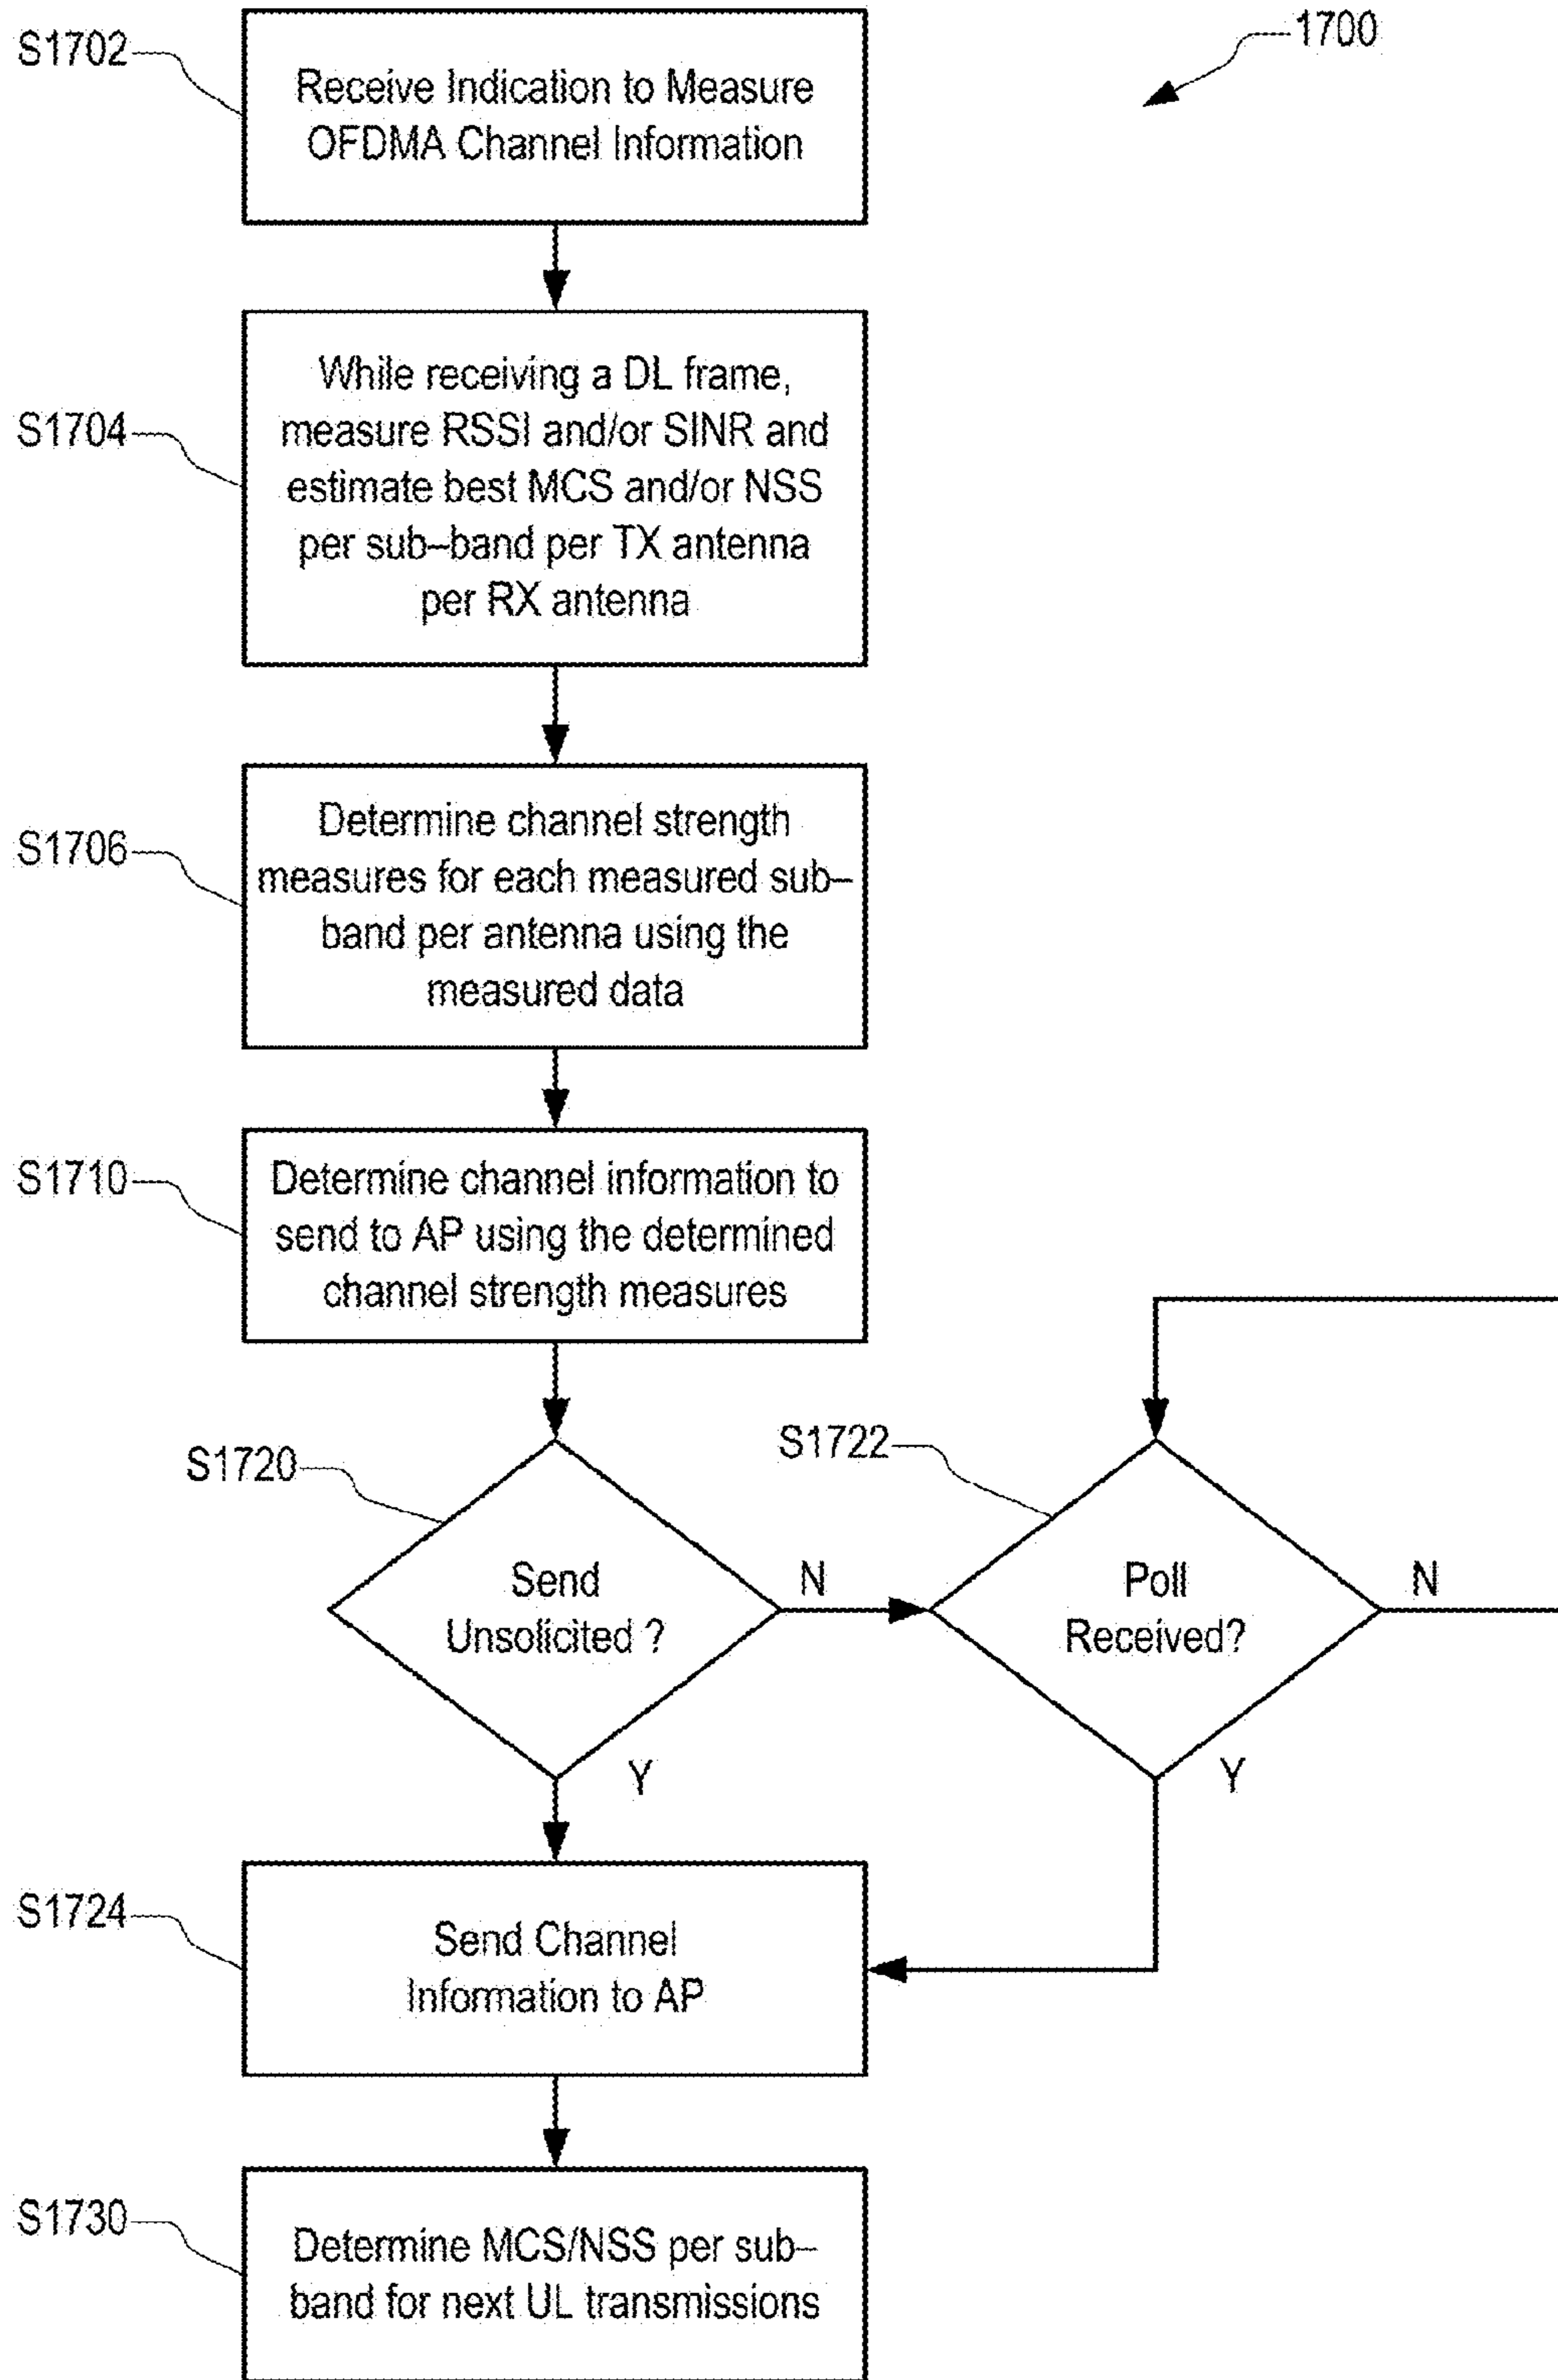 S1702
1700
Receive Indication to Measure
OFDMA Channel Information
S1704
While receiving a DL frame,
measure RSSI and/or SINR and
estimate best MCS and/or NSS
per sub–band per TX antenna
per RX antenna
S1706
Determine channel strength
measures for each measured sub–
band per antenna using the
measured data
S1710
Determine channel information to
send to AP using the determined
channel strength measures
S1720
Send
Unsolicited ?
N
Y
S1722
Poll
Received?
N
Y
S1724
Send Channel
Information to AP
S1730
Determine MCS/NSS per sub–
band for next UL transmissions